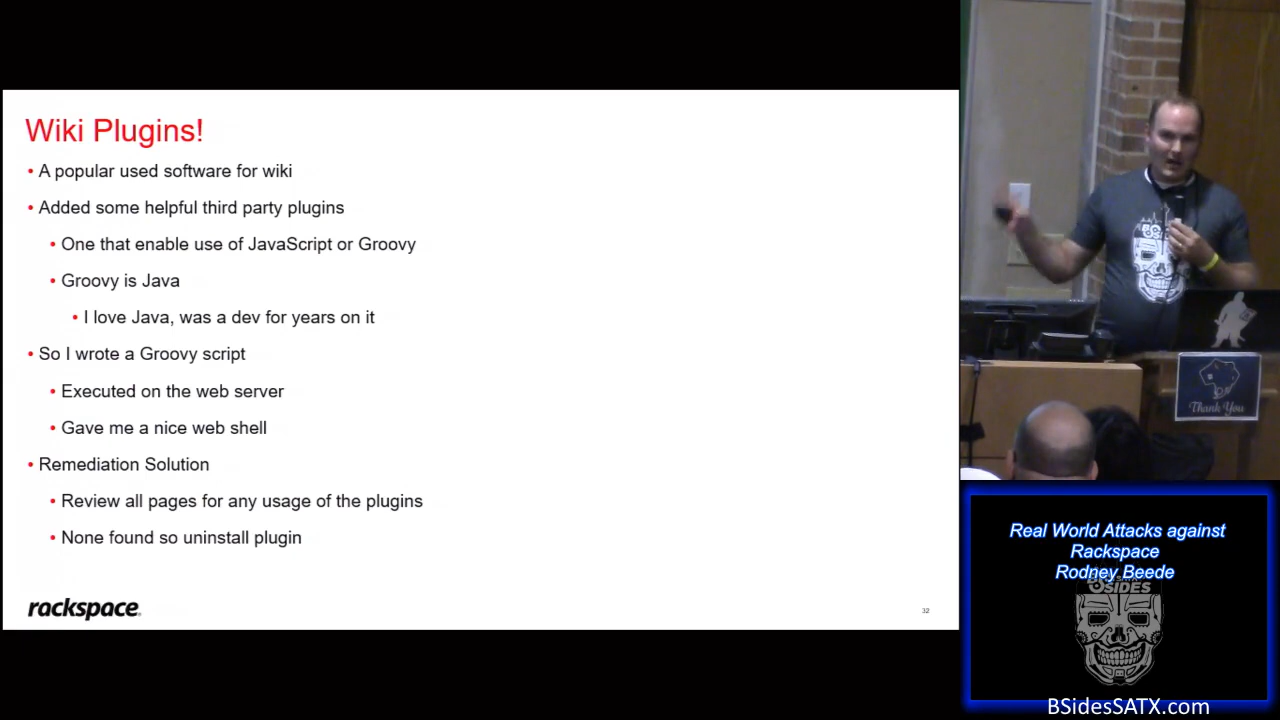 Wiki Plugins!
• A popular used software for wiki
• Added some helpful third party plugins
• One that enable use of JavaScript or Groovy
• Groovy is Java
• I love Java, was a dev for years on it
• So I wrote a Groovy script
• Executed on the web server
• Gave me a nice web shell
• Remediation Solution
• Review all pages for any usage of the plugins
• None found so uninstall plugin
rackspace
32
Thank You
Real World Attacks against
Rackspace
Rodney Beede
BSIDES
BSidesSATX.com